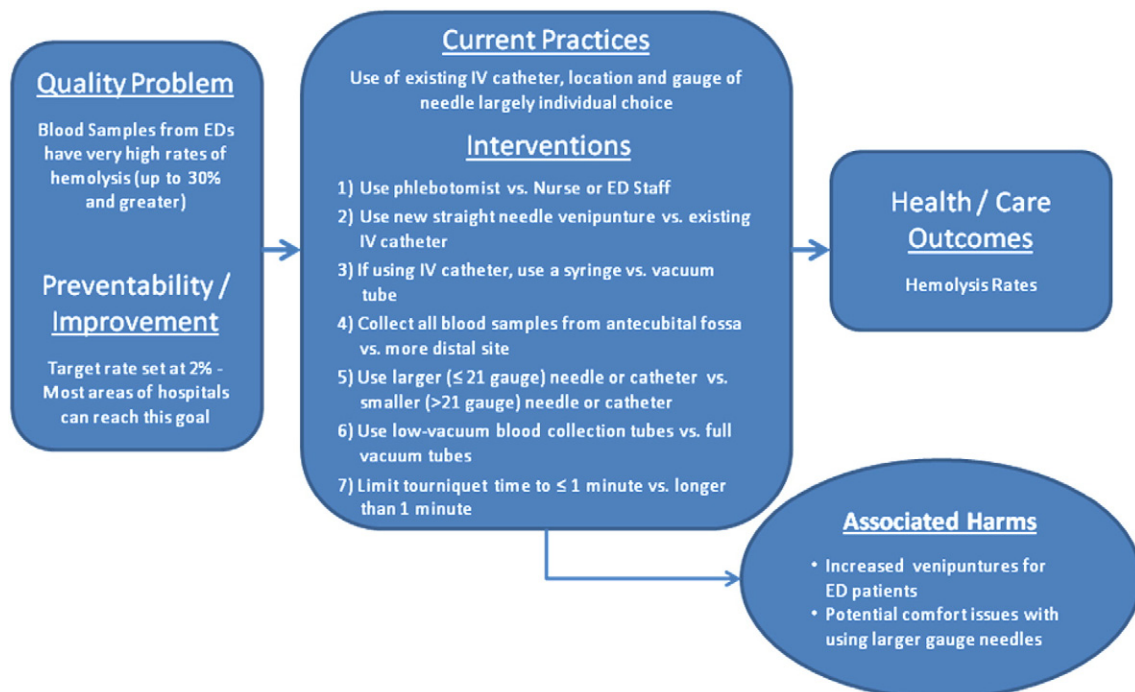 Quality Problem
Blood Samples from EDs
have very high rates of
hemolysis (up to 30%
and greater)
Preventability /
Improvement
Target rate set at 2% -
Most areas of hospitals
can reach this goal
Current Practices
Use of existing IV catheter, location and gauge of
needle largely individual choice
Interventions
1) Use phlebotomist vs. Nurse or ED Staff
2) Use new straight needle venipunture vs. existing
IV catheter
3) If using IV catheter, use a syringe vs. vacuum
tube
4) Collect all blood samples from antecubital fossa
vs. more distal site
5) Use larger (≤ 21 gauge) needle or catheter vs.
smaller (>21 gauge) needle or catheter
6) Use low-vacuum blood collection tubes vs. full
vacuum tubes
7) Limit tourniquet time to ≤ 1 minute vs. longer
than 1 minute
Health / Care
Outcomes
Hemolysis Rates
Associated Harms
• Increased venipuntures for
ED patients
• Potential comfort issues with
using larger gauge needles